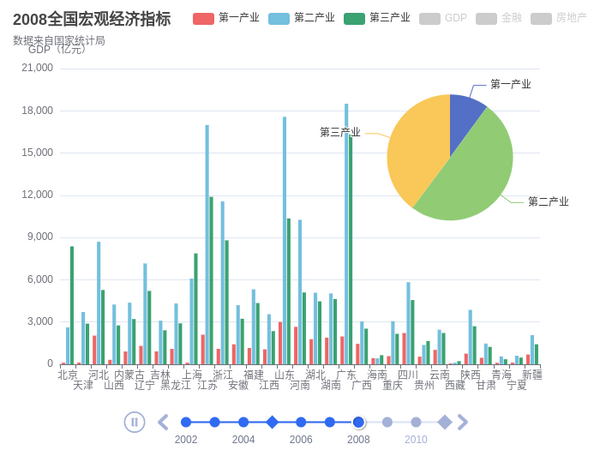 2008全国宏观经济指标
第一产业 第二产业 第三产业 GDP 金融 房地产
数据来自国家统计局
GDP（亿元）
21,000
18,000
15,000
12,000
9,000
6,000
3,000
0
第一产业
第三产业
第二产业
北京 河北 内蒙古 吉林 上海 浙江 福建 山东 湖北 广东 海南 四川 云南 陕西 青海 新疆
天津 山西 辽宁 黑龙江 江苏 安徽 江西 河南 湖南 广西 重庆 贵州 西藏 甘肃 宁夏
2002 2004 2006 2008 2010